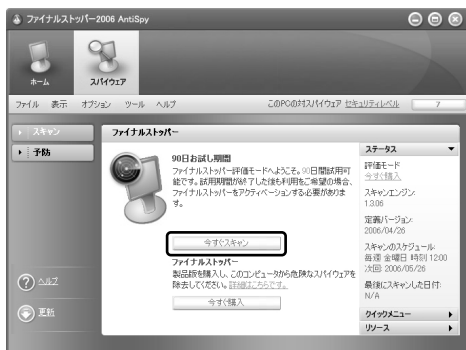 ファイナルストッパー2006 AntiSpy
ホーム
スパイウェア
ファイル 表示 オプション ツール ヘルプ
このPCの対スパイウェア セキュリティレベル 7
スキャン
予防
ヘルプ
更新
ファイナルストッパー
90日お試し期間
ファイナルストッパー評価モードへようこそ。90日間試用可
能です。試用期間が終了した後も利用をご希望の場合、
ファイナルストッパーをアクティベーションする必要がありま
す。
今すぐスキャン
ファイナルストッパー
製品版を購入し、このコンピュータから危険なスパイウェアを
除去してください。詳細はこちらです。
今すぐ購入
ステータス
評価モード
今すぐチェック
スキャンエンジン:
1.3.06
定義バージョン:
2006/04/26
スキャンのスケジュール:
毎週 金曜日 時刻 12:00
次回: 2006/05/26
最後にスキャンした日付:
N/A
クイックメニュー
リソース